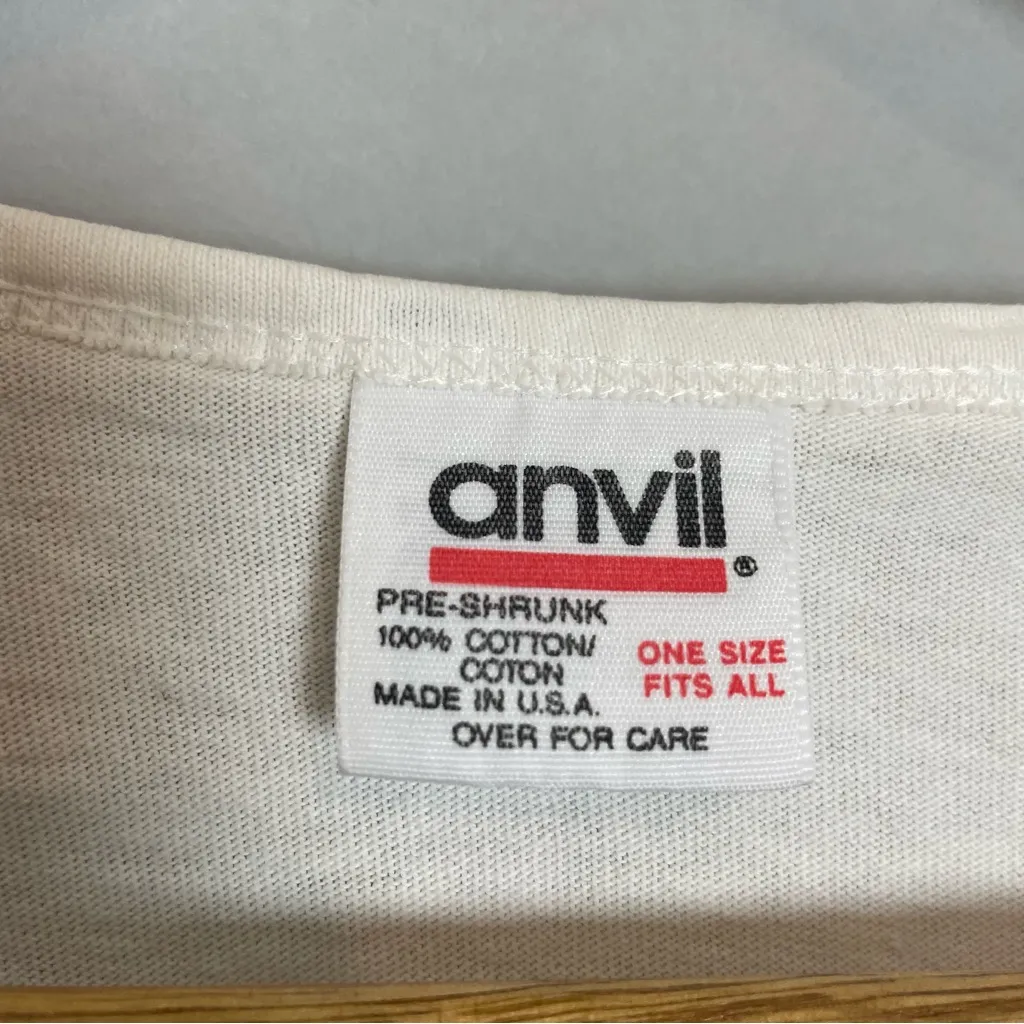 anvil®
PRE-SHRUNK
100% COTTON/
COTON
MADE IN U.S.A.
ONE SIZE
FITS ALL
OVER FOR CARE